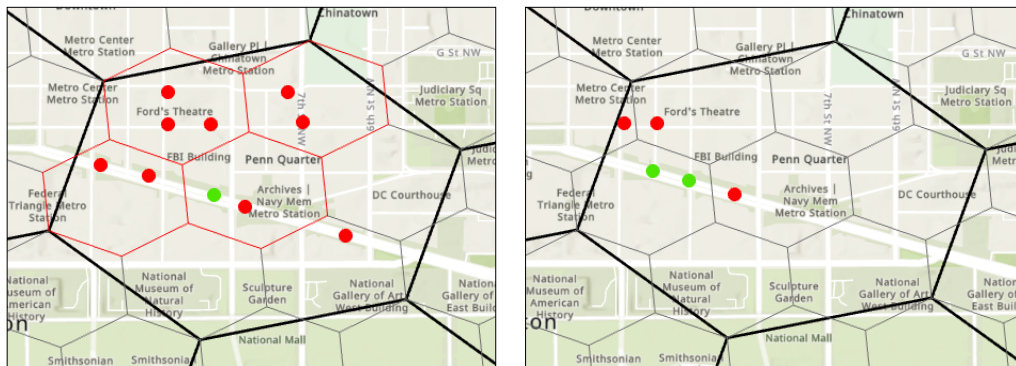 Downtown
Chinatown
Metro Center
Metro Station
Gallery Pl |
Chinatown
Metro Station
G St NW
Metro Center
Metro Station
Ford's Theatre
7th St NW
9th St NW
Judiciary Sq
Metro Station
FBI Building
Penn Quarter
Federal
Triangle Metro
Station
Archives |
Navy Mem
Metro Station
DC Courthouse
National
Museum of
American
History
National
Museum of
Natural
History
Sculpture
Garden
National
Gallery of Art
West Building
National
Gallery of
East Build
on
National Mall
Smithsonian
Smithsonian
Downtown
Chinatown
Metro Center
Metro Station
Gallery Pl |
Chinatown
Metro Station
G St NW
Metro Center
Metro Station
Ford's Theatre
7th St NW
Judiciary Sq
Metro Station
FBI Building
Penn Quarter
Federal
Triangle Metro
Station
Archives |
Navy Mem
Metro Station
DC Courthouse
National
Museum of
American
History
National
Museum of
Natural
History
Sculpture
Garden
National
Gallery of Art
West Building
National
Gallery of
East Buil
on
National Mall
Smithsonian
Smithsonian